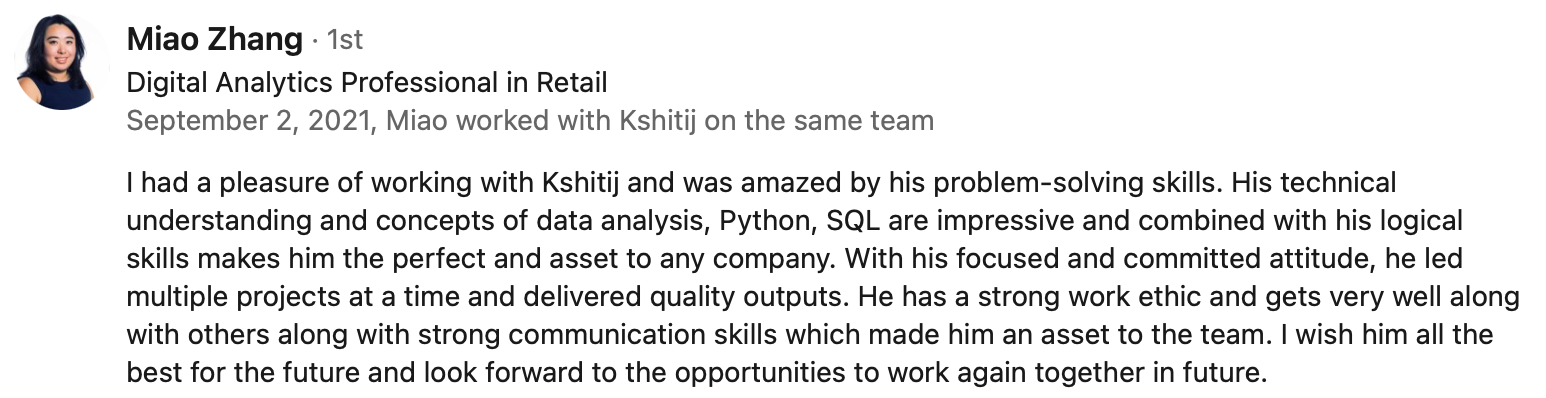 Miao Zhang · 1st
Digital Analytics Professional in Retail
September 2, 2021, Miao worked with Kshitij on the same team
I had a pleasure of working with Kshitij and was amazed by his problem-solving skills. His technical
understanding and concepts of data analysis, Python, SQL are impressive and combined with his logical
skills makes him the perfect and asset to any company. With his focused and committed attitude, he led
multiple projects at a time and delivered quality outputs. He has a strong work ethic and gets very well along
with others along with strong communication skills which made him an asset to the team. I wish him all the
best for the future and look forward to the opportunities to work again together in future.